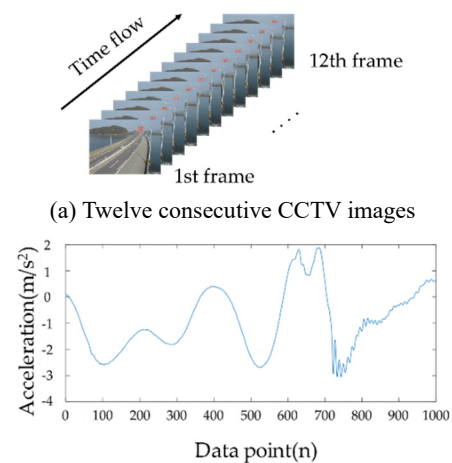 Time flow
12th frame
1st frame
(a) Twelve consecutive CCTV images
Acceleration(m/s²)
2
1
0
-1
-2
-3
-4
0 100 200 300 400 500 600 700 800 900 1000
Data point(n)